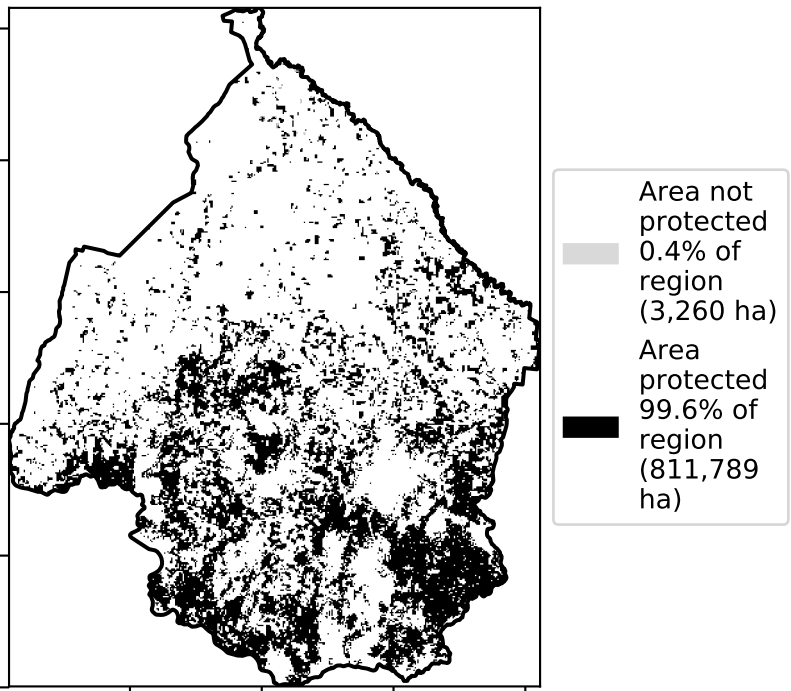 Area not
protected
0.4% of
region
(3,260 ha)
Area
protected
99.6% of
region
(811,789
ha)